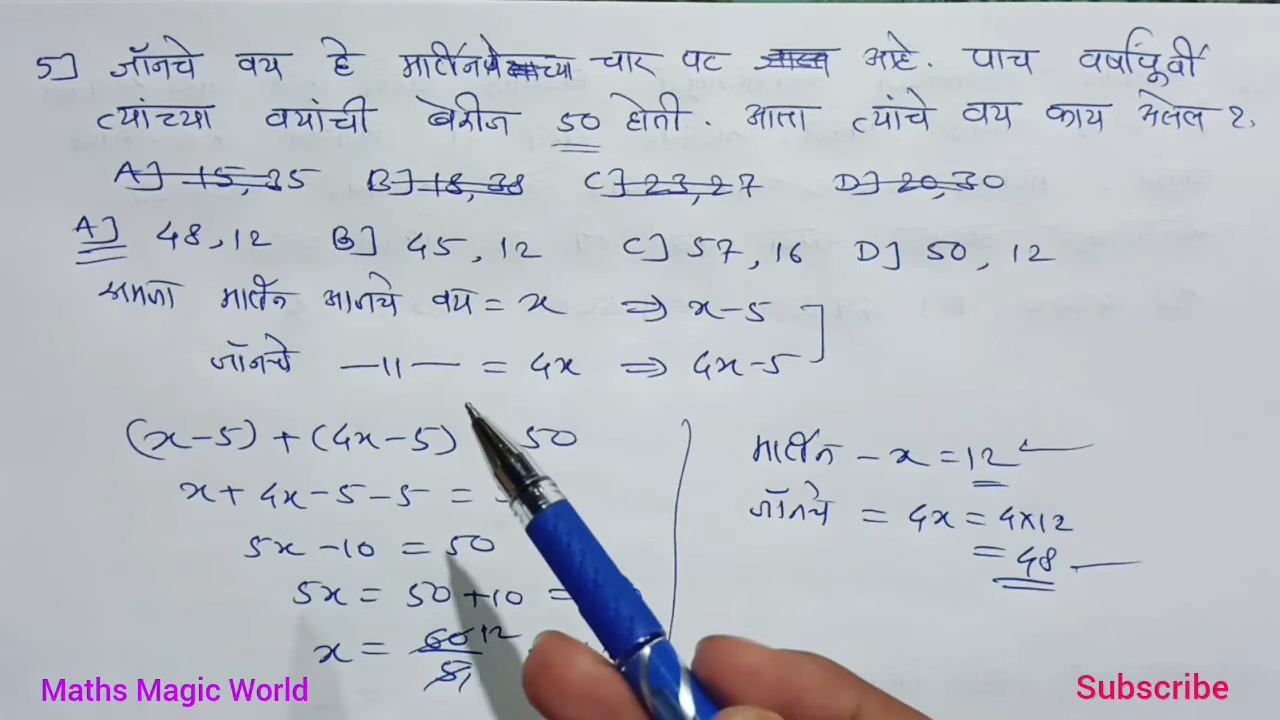 5] जॉनचे वय हे मार्टीनचे चार पट आहे. पाच वर्षांपूर्वी
त्यांच्या वयांची बेरीज 50 होती. आता त्यांचे वय काय असेल ?
A] 15, 35 B] 18, 38 C] 23, 27 D] 20, 30
A] 48, 12 B] 45, 12 C] 57, 16 D] 50, 12
समजा मार्टीन आजचे वय = x ⇒ x-5
जॉनचे —11— = 4x ⇒ 4x-5
(x-5) + (4x-5) 50
x + 4x - 5 - 5 =
5x - 10 = 50
5x = 50 + 10 =
x = 60 12
5
मार्टीन - x = 12
जॉनचे = 4x = 4×12
= 48
Maths Magic World
Subscribe